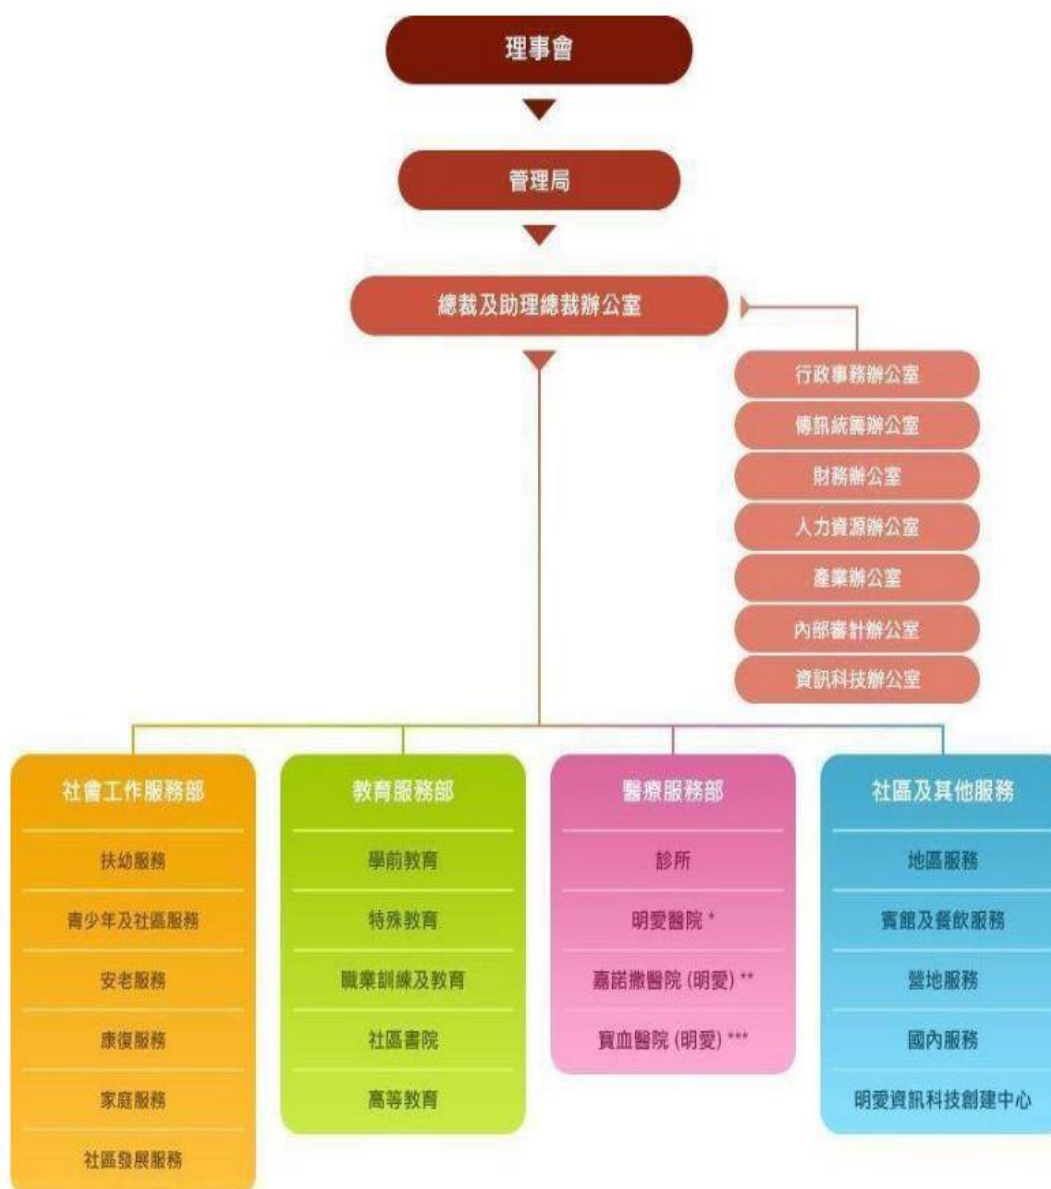 理事會
管理局
總裁及助理總裁辦公室
行政事務辦公室
傳訊統籌辦公室
財務辦公室
人力資源辦公室
產業辦公室
內部審計辦公室
資訊科技辦公室
社會工作服務部
扶幼服務
青少年及社區服務
安老服務
康復服務
家庭服務
社區發展服務
教育服務部
學前教育
特殊教育
職業訓練及教育
社區書院
高等教育
醫療服務部
診所
明愛醫院 *
嘉諾撒醫院 (明愛) **
寶血醫院 (明愛) ***
社區及其他服務
地區服務
賓館及餐飲服務
營地服務
國內服務
明愛資訊科技創建中心